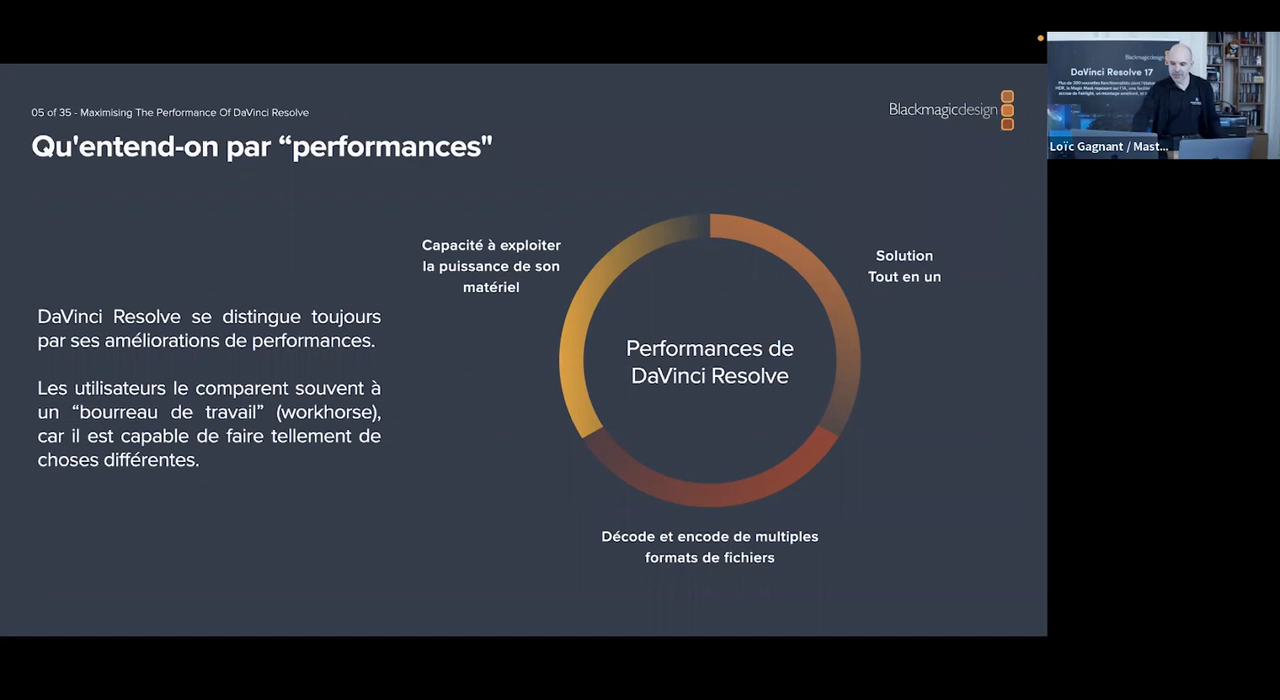 05 of 35 - Maximising The Performance Of DaVinci Resolve
Blackmagicdesign
Qu'entend-on par “performances"
Capacité à exploiter
la puissance de son
matériel
Solution
Tout en un
DaVinci Resolve se distingue toujours
par ses améliorations de performances.
Les utilisateurs le comparent souvent à
un “bourreau de travail” (workhorse),
car il est capable de faire tellement de
choses différentes.
Performances de
DaVinci Resolve
Décode et encode de multiples
formats de fichiers
Blackmagicdesign
DaVinci Resolve 17
Loïc Gagnant / Mast...